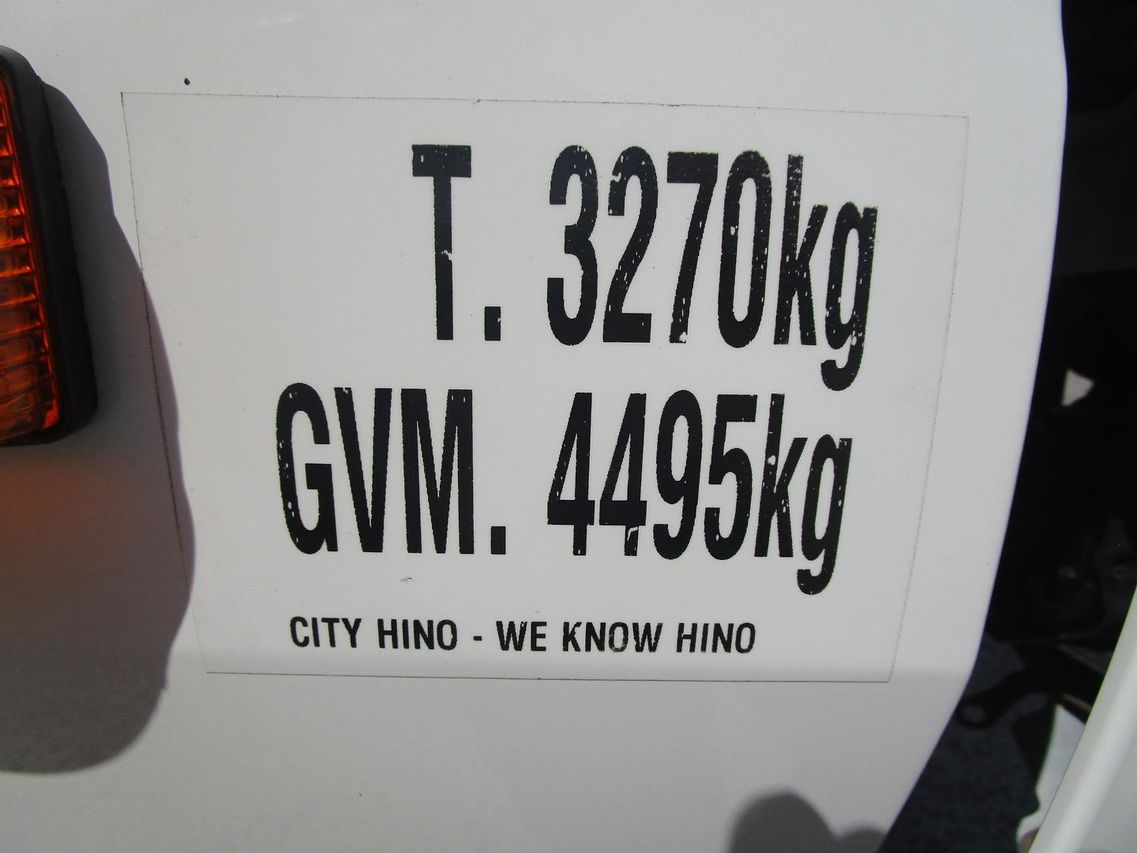 T. 3270kg
GVM. 4495kg
CITY HINO - WE KNOW HINO